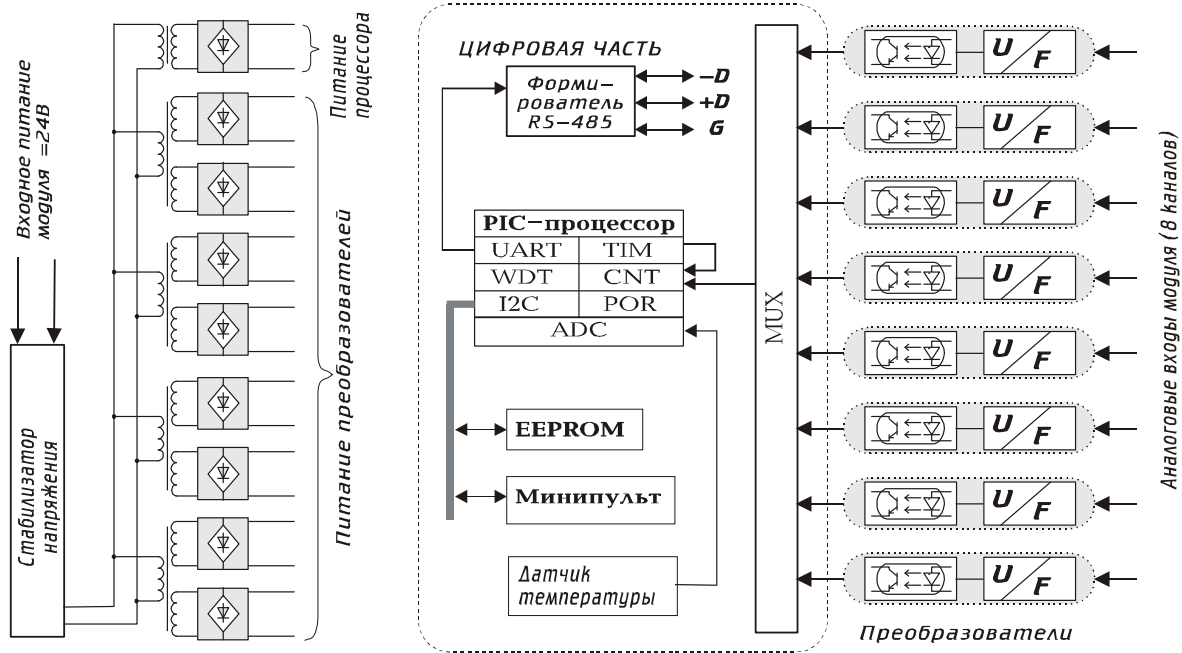 Входное питание
модуля =24В
Стабилизатор
напряжения
Питание
процессора
Питание преобразователей
ЦИФРОВАЯ ЧАСТЬ
Форми-
рователь
RS-485
-D
+D
G
PIC-процессор
UART TIM
WDT CNT
I2C POR
ADC
EEPROM
Минипульт
Датчик
температуры
MUX
U F
U F
U F
U F
U F
U F
U F
U F
Преобразователи
Аналоговые входы модуля (8 каналов)